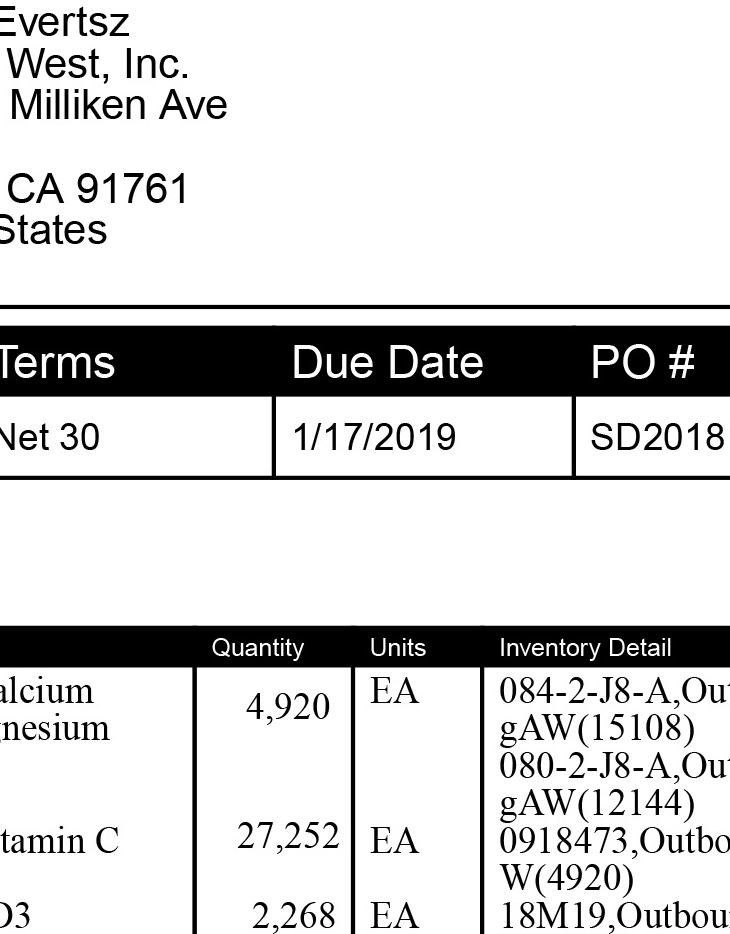 Evertsz
West, Inc.
Milliken Ave
CA 91761
States
Terms Due Date PO #
Net 30 1/17/2019 SD2018
Quantity Units Inventory Detail
alcium 4,920 EA 084-2-J8-A,Out
nesium gAW(15108)
080-2-J8-A,Out
gAW(12144)
tamin C 27,252 EA 0918473,Outbo
W(4920)
D3 2,268 EA 18M19,Outbou